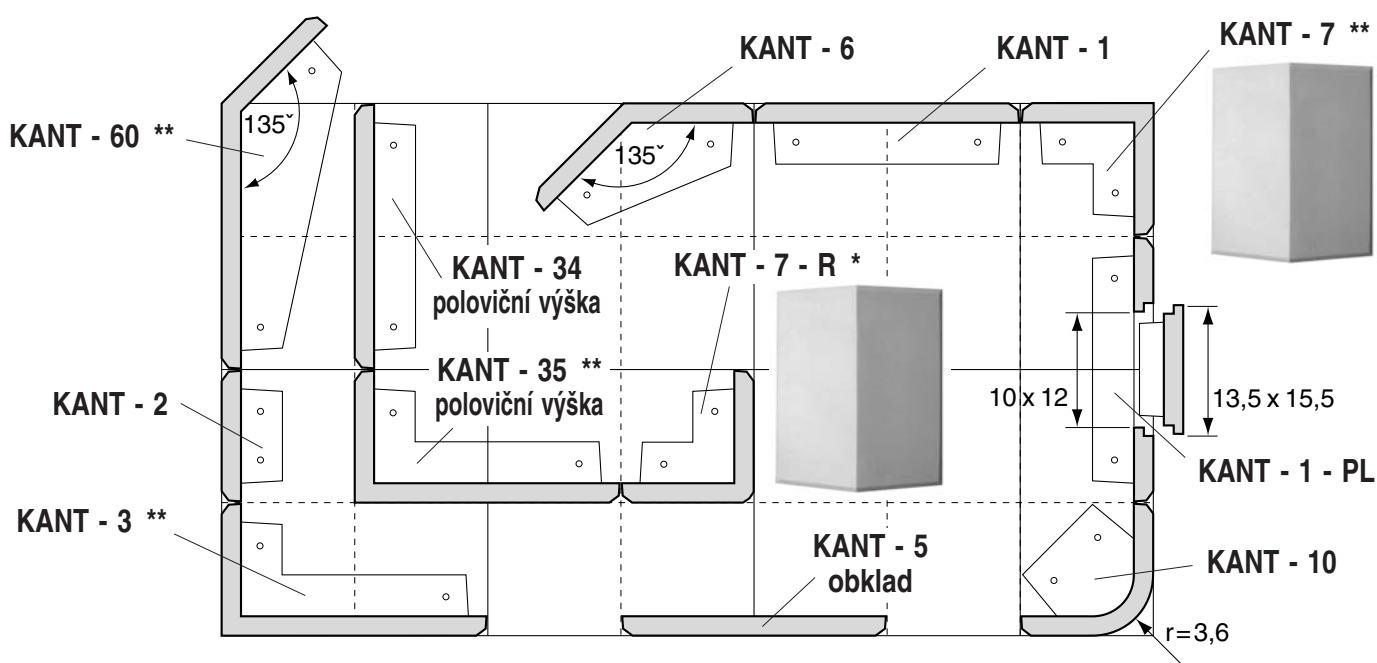 KANT - 6
KANT - 1
KANT - 7 **
KANT - 60 **
135ˇ
135ˇ
KANT - 34
poloviční výška
KANT - 7 - R *
KANT - 35 **
poloviční výška
KANT - 2
10 x 12
13,5 x 15,5
KANT - 1 - PL
KANT - 3 **
KANT - 5
obklad
KANT - 10
r=3,6